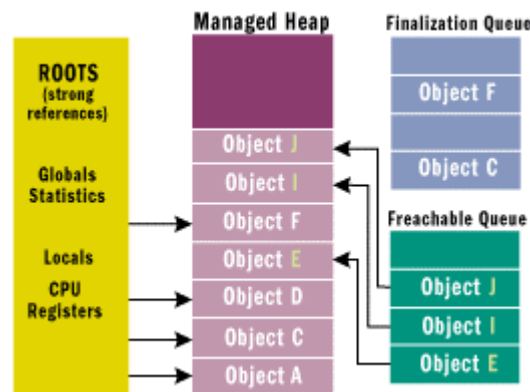 Managed Heap
Finalization Queue
ROOTS
(strong
references)
Globals
Statistics
Locals
CPU
Registers
Object J
Object I
Object F
Object E
Object D
Object C
Object A
Object F
Object C
Freachable Queue
Object J
Object I
Object E